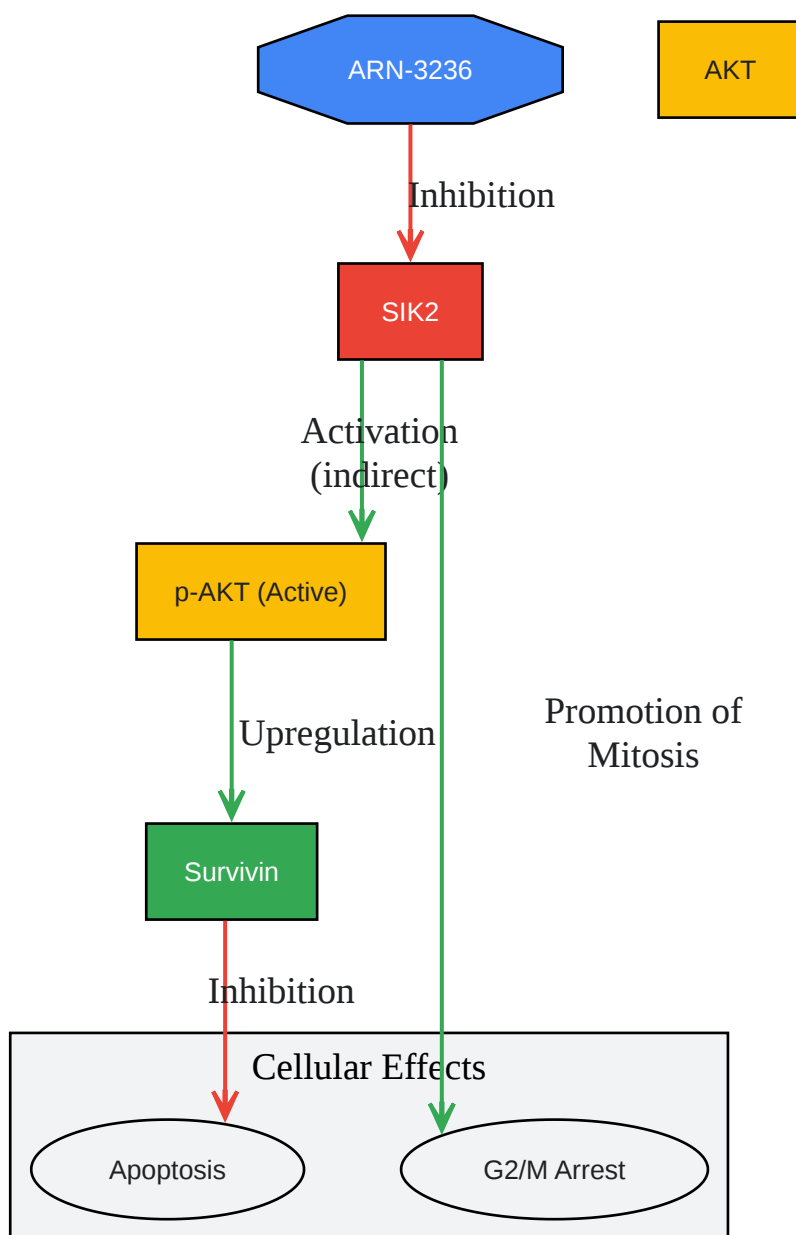 ARN-3236
AKT
Inhibition
SIK2
Activation
(indirect)
p-AKT (Active)
Upregulation
Promotion of
Mitosis
Survivin
Inhibition
Cellular Effects
Apoptosis
G2/M Arrest